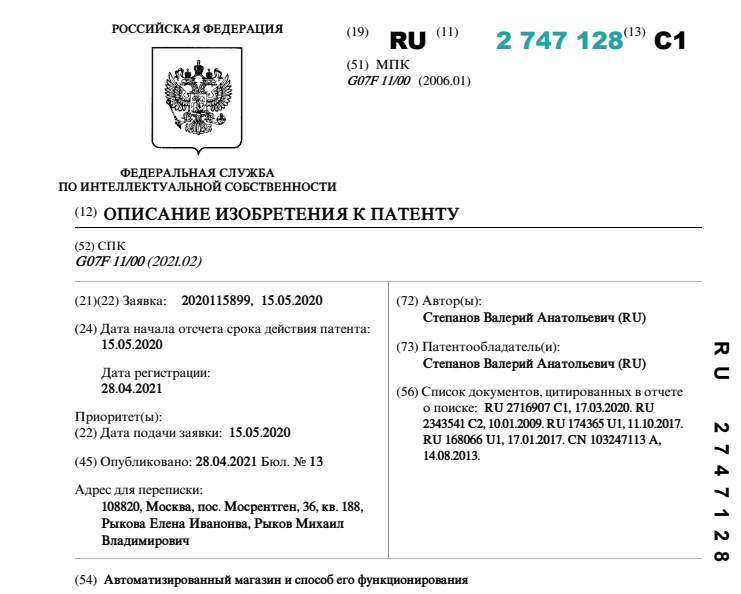 РОССИЙСКАЯ ФЕДЕРАЦИЯ
(19) RU (11) 2 747 128 (13) C1
(51) МПК
G07F 11/00 (2006.01)
ФЕДЕРАЛЬНАЯ СЛУЖБА
ПО ИНТЕЛЛЕКТУАЛЬНОЙ СОБСТВЕННОСТИ
(12) ОПИСАНИЕ ИЗОБРЕТЕНИЯ К ПАТЕНТУ
(52) СПК
G07F 11/00 (2021.02)
(21)(22) Заявка: 2020115899, 15.05.2020
(24) Дата начала отсчета срока действия патента:
15.05.2020
Дата регистрации:
28.04.2021
Приоритет(ы):
(22) Дата подачи заявки: 15.05.2020
(45) Опубликовано: 28.04.2021 Бюл. № 13
Адрес для переписки:
108820, Москва, пос. Мосрентген, 36, кв. 188,
Рыкова Елена Иванонва, Рыков Михаил
Владимирович
(72) Автор(ы):
Степанов Валерий Анатольевич (RU)
(73) Патентообладатель(и):
Степанов Валерий Анатольевич (RU)
(56) Список документов, цитированных в отчете
о поиске: RU 2716907 C1, 17.03.2020. RU
2343541 C2, 10.01.2009. RU 174365 U1, 11.10.2017.
RU 168066 U1, 17.01.2017. CN 103247113 A,
14.08.2013.
(54) Автоматизированный магазин и способ его функционирования
RU 2747128